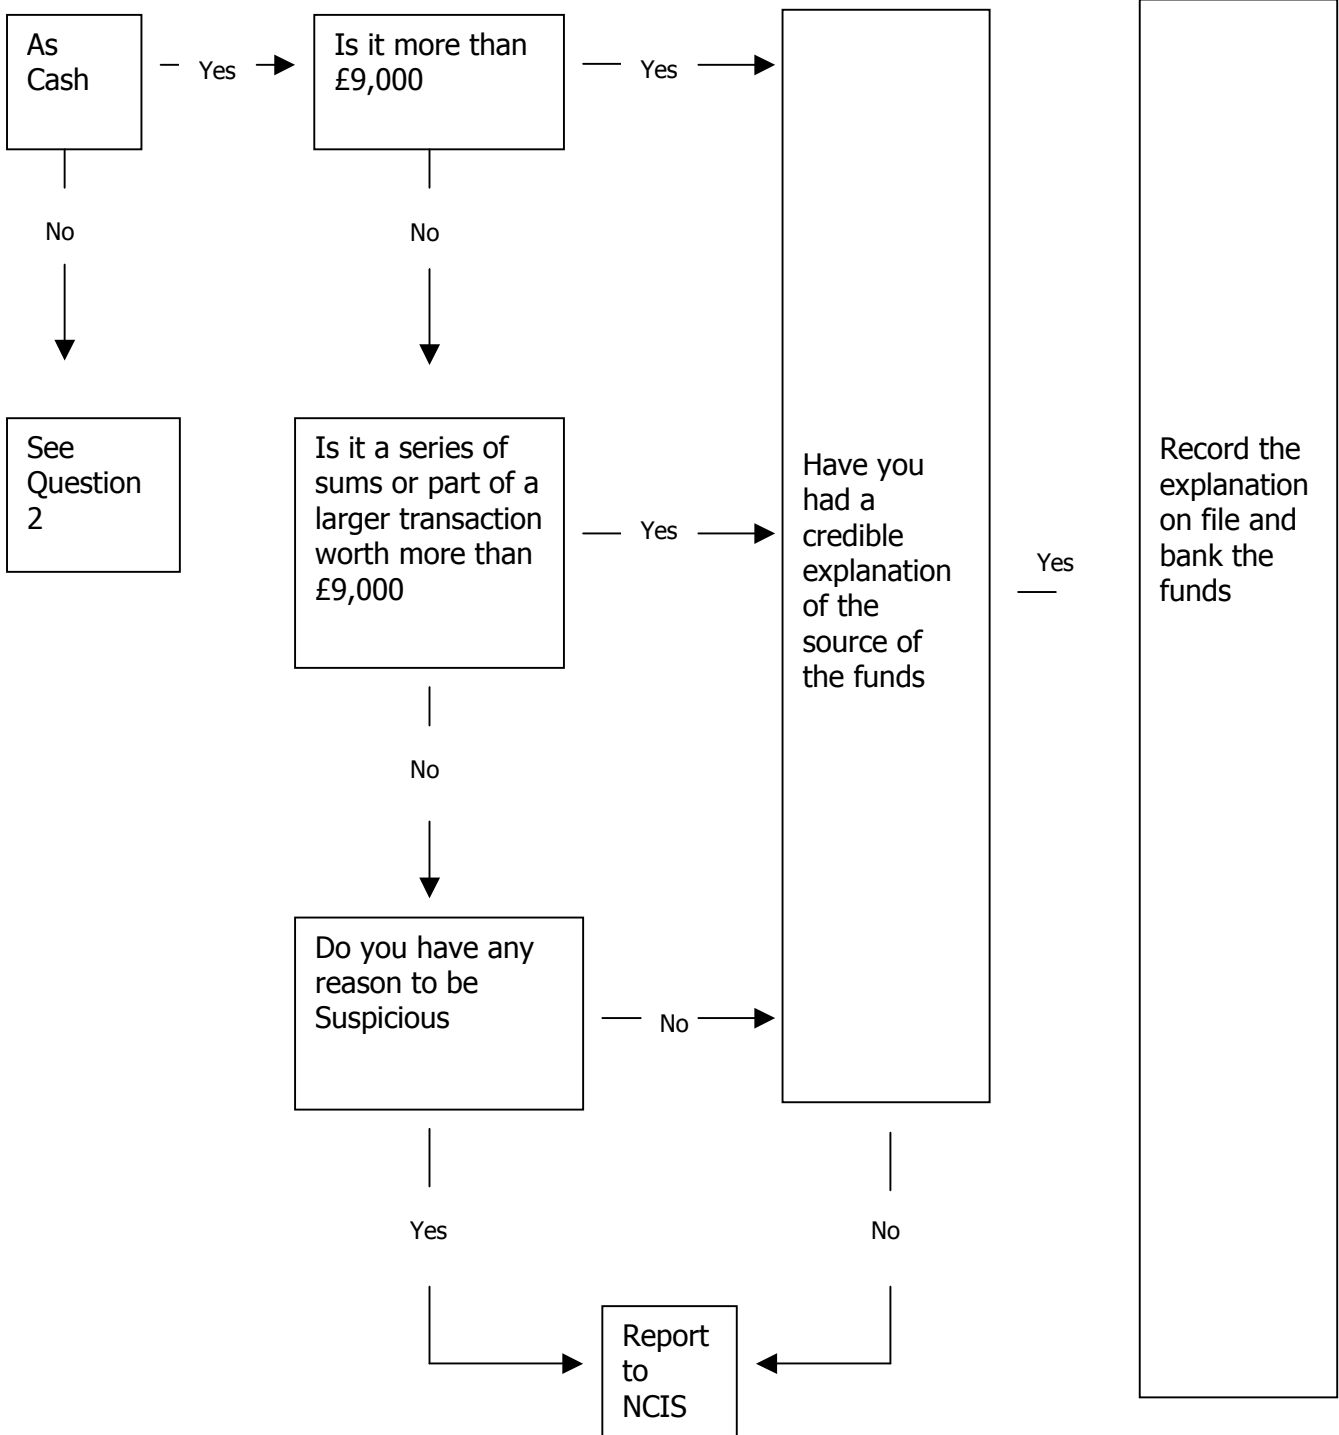 As
Cash
Yes
Is it more than
£9,000
Yes
No
No
See
Question
2
Is it a series of
sums or part of a
larger transaction
worth more than
£9,000
Yes
Have you
had a
credible
explanation
of the
source of
the funds
Yes
Record the
explanation
on file and
bank the
funds
No
Do you have any
reason to be
Suspicious
No
Yes
No
Report
to
NCIS